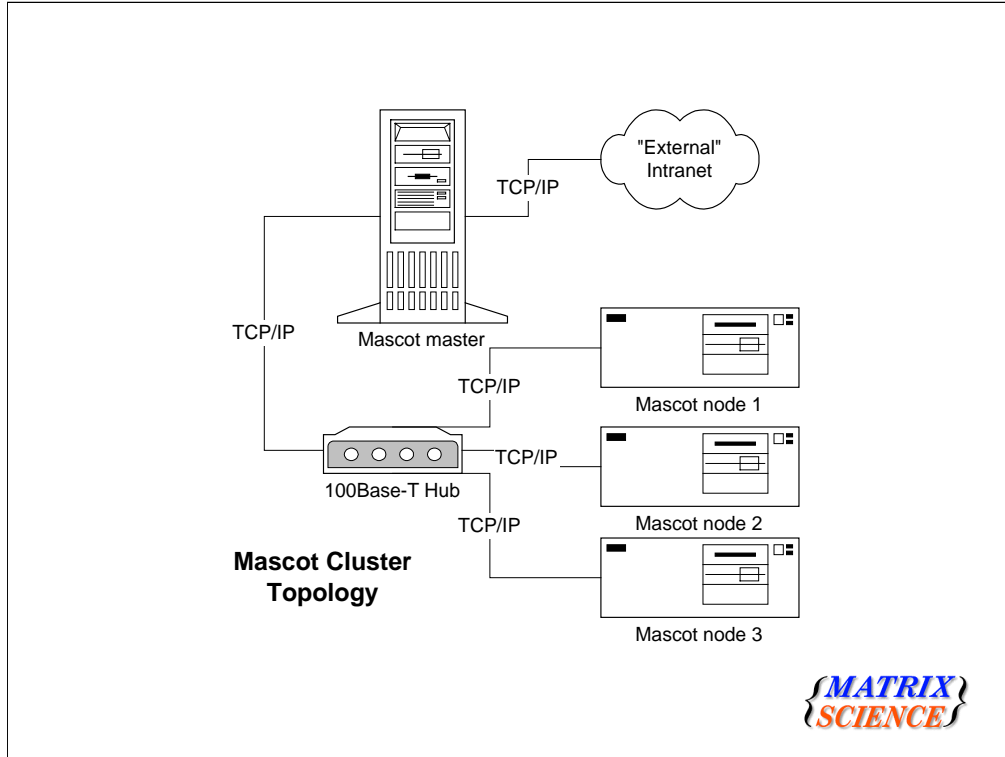 "External"
Intranet
TCP/IP
TCP/IP
Mascot master
TCP/IP
Mascot node 1
TCP/IP
100Base-T Hub
Mascot node 2
TCP/IP
Mascot Cluster
Topology
Mascot node 3
{MATRIX
SCIENCE}